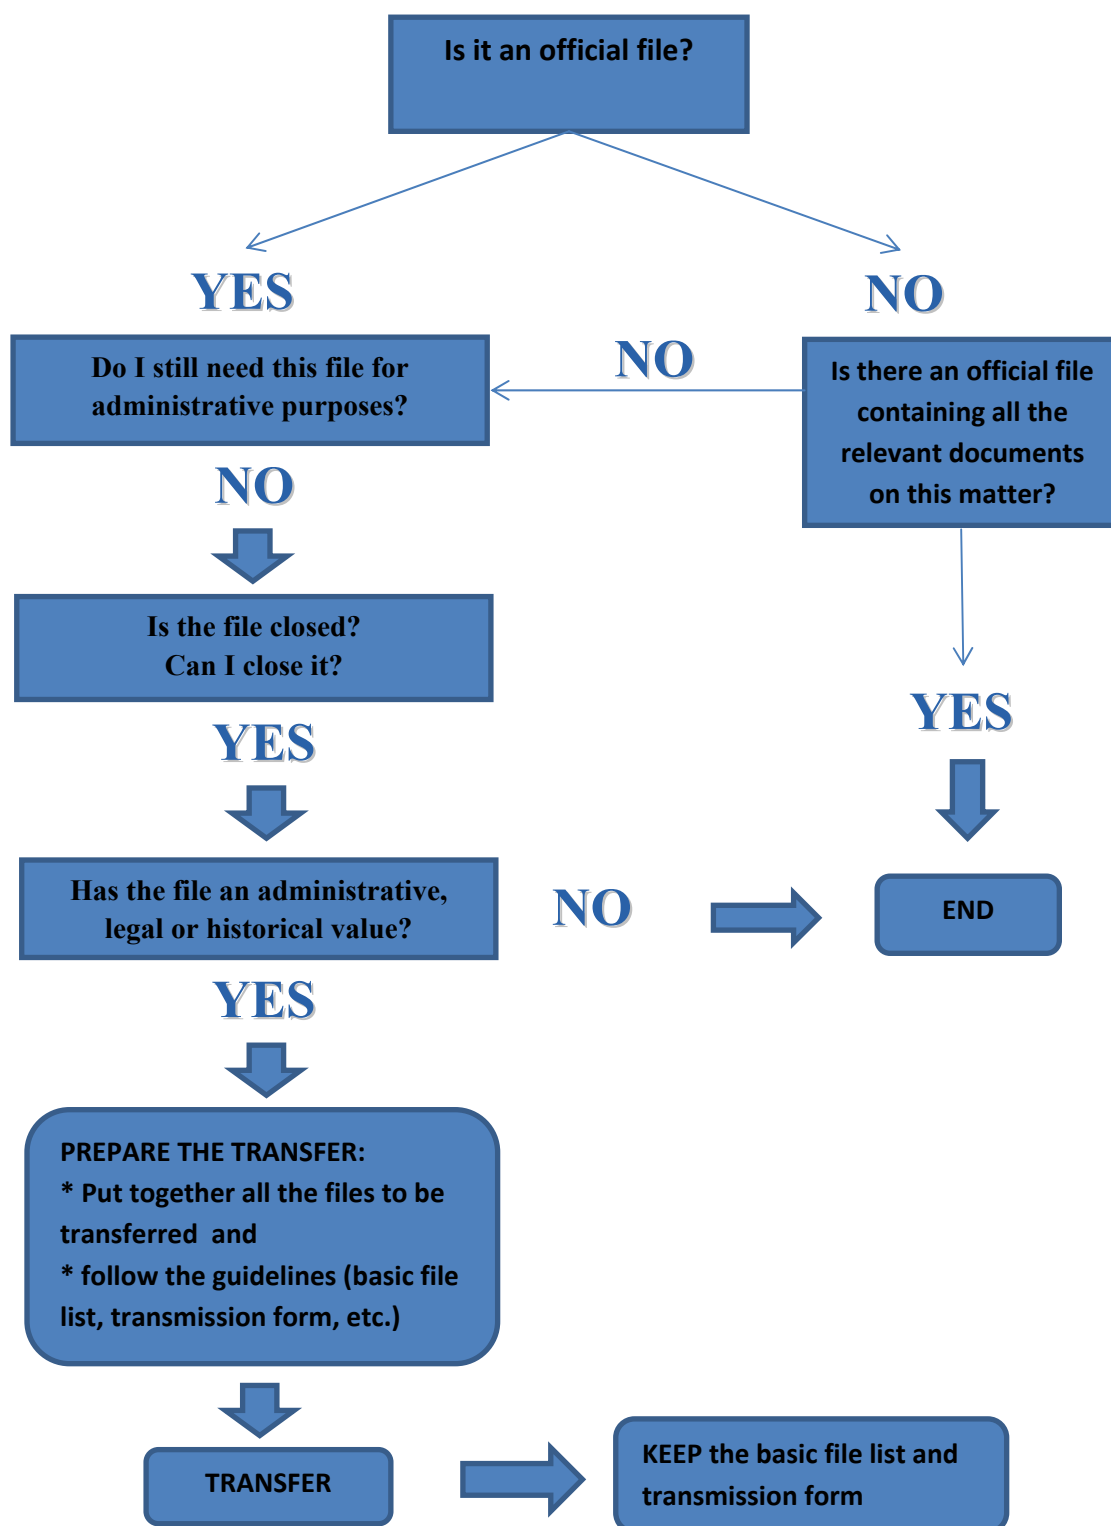 Is it an official file?
YES
NO
Do I still need this file for
administrative purposes?
NO
Is there an official file
containing all the
relevant documents
on this matter?
NO
Is the file closed?
Can I close it?
YES
YES
Has the file an administrative,
legal or historical value?
NO
END
YES
PREPARE THE TRANSFER:
* Put together all the files to be
transferred and
* follow the guidelines (basic file
list, transmission form, etc.)
TRANSFER
KEEP the basic file list and
transmission form